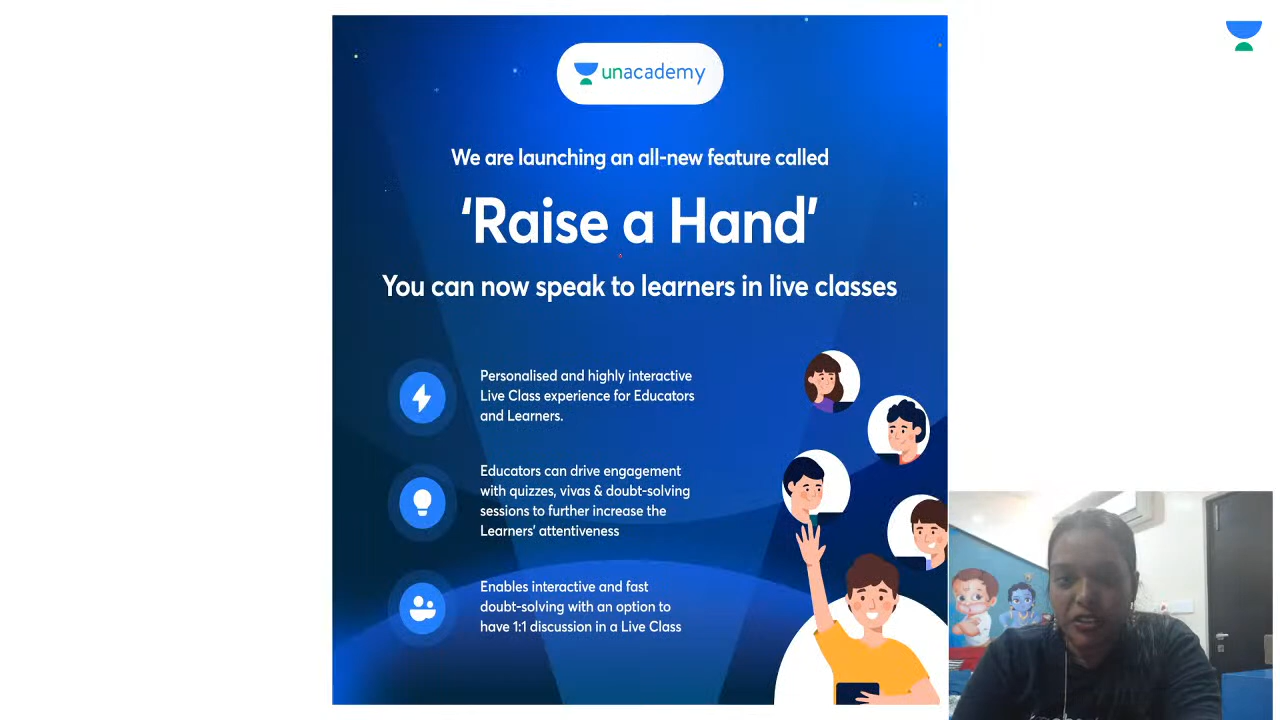 unacademy
We are launching an all-new feature called
‘Raise a Hand’
You can now speak to learners in live classes
Personalised and highly interactive
Live Class experience for Educators
and Learners.
Educators can drive engagement
with quizzes, vivas & doubt-solving
sessions to further increase the
Learners’ attentiveness
Enables interactive and fast
doubt-solving with an option to
have 1:1 discussion in a Live Class